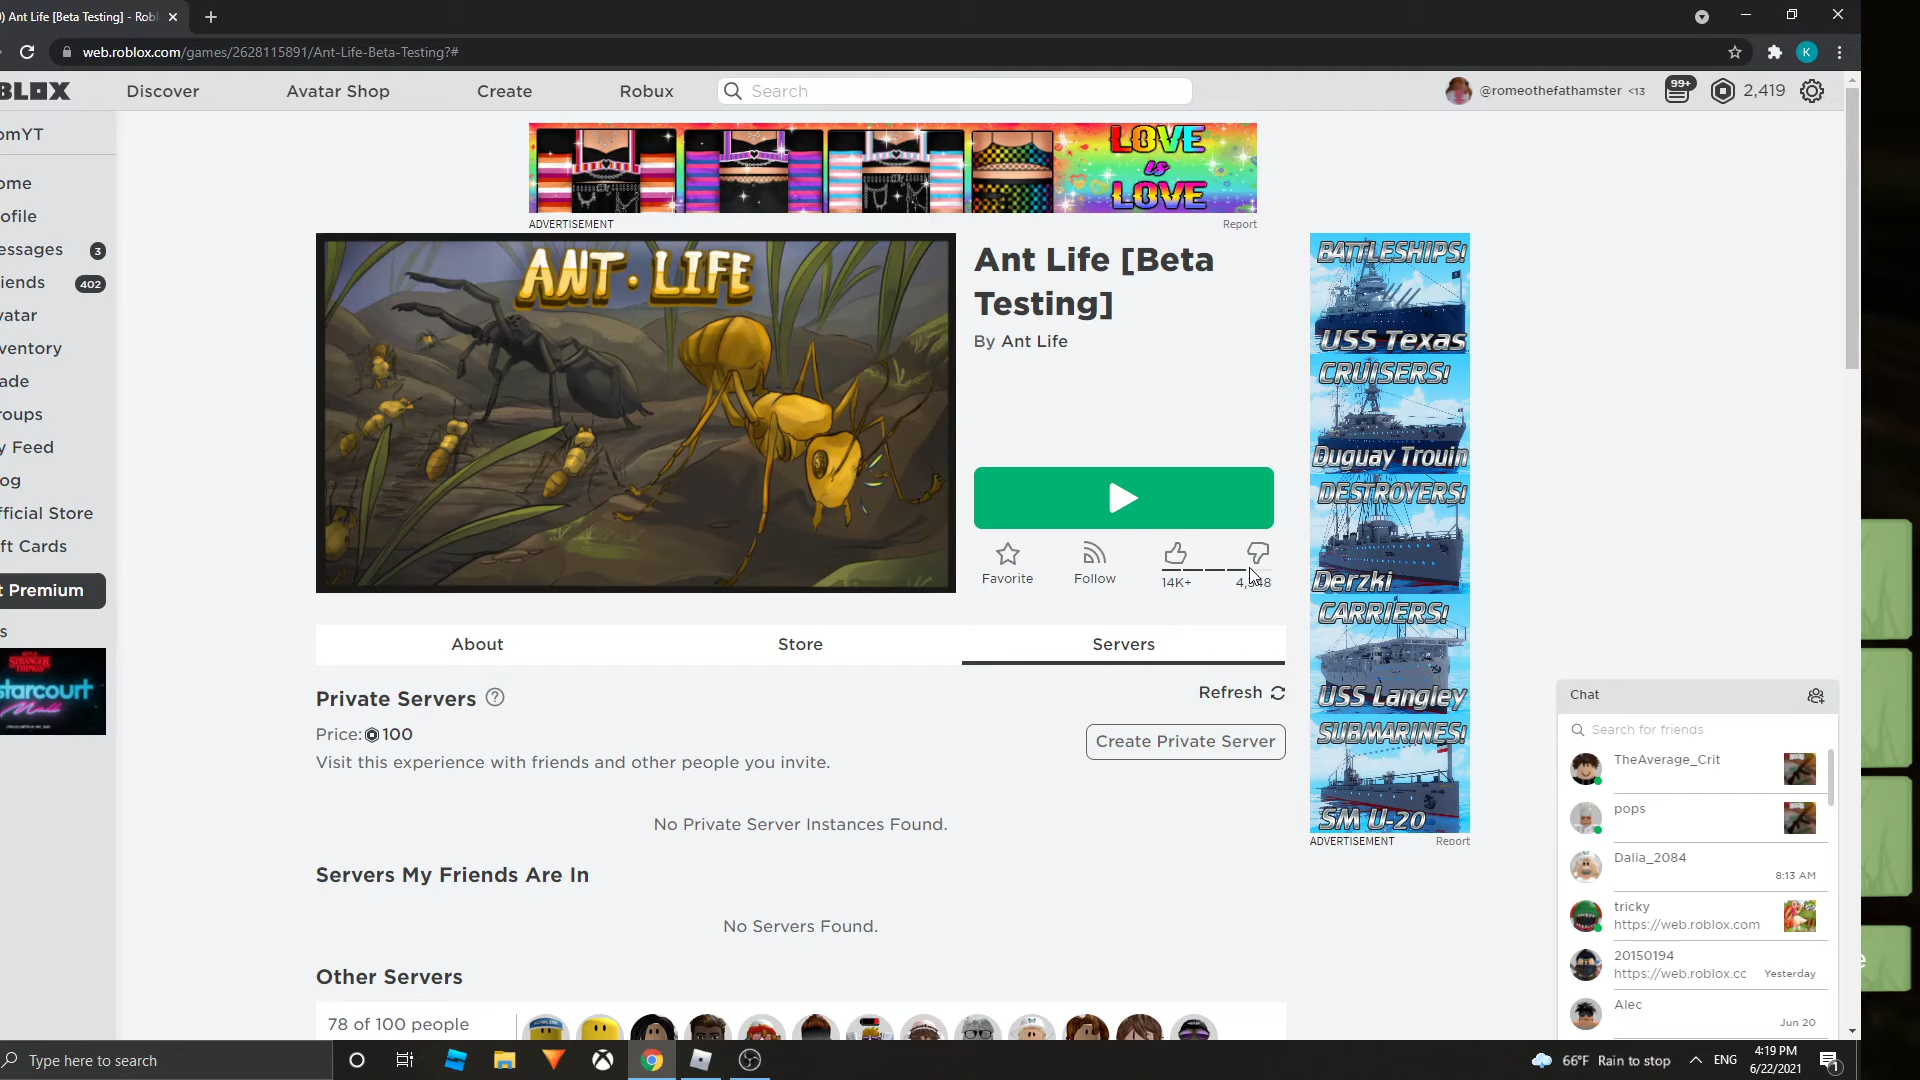 ) Ant Life [Beta Testing] - Rob
web.roblox.com/games/2628115891/Ant-Life-Beta-Testing?#
K
BLOX
Discover
Avatar Shop
Create
Robux
Search
@romeothefathamster <13
99+
2,419
omYT
ome
ofile
essages 3
iends 402
vatar
ventory
ade
oups
y Feed
og
fficial Store
ft Cards
t Premium
s
STRANGER THINGS
starcourt
Mall
LOVE
is
LOVE
ADVERTISEMENT
Report
ANT·LIFE
Ant Life [Beta
Testing]
By Ant Life
Favorite
Follow
14K+
BATTLESHIPS!
USS Texas
CRUISERS!
Duguay Trouin
DESTROYERS!
Derzki
CARRIERS!
USS Langley
SUBMARINES!
SM U-20
ADVERTISEMENT
Report
About
Store
Servers
Private Servers ?
Refresh
Price: 100
Create Private Server
Visit this experience with friends and other people you invite.
No Private Server Instances Found.
Servers My Friends Are In
No Servers Found.
Other Servers
78 of 100 people
Chat
Search for friends
TheAverage_Crit
pops
Dalia_2084
8:13 AM
tricky
https://web.roblox.com
20150194
https://web.roblox.cc
Yesterday
Alec
Jun 20
e
Type here to search
66°F Rain to stop
ENG
4:19 PM
6/22/2021
1